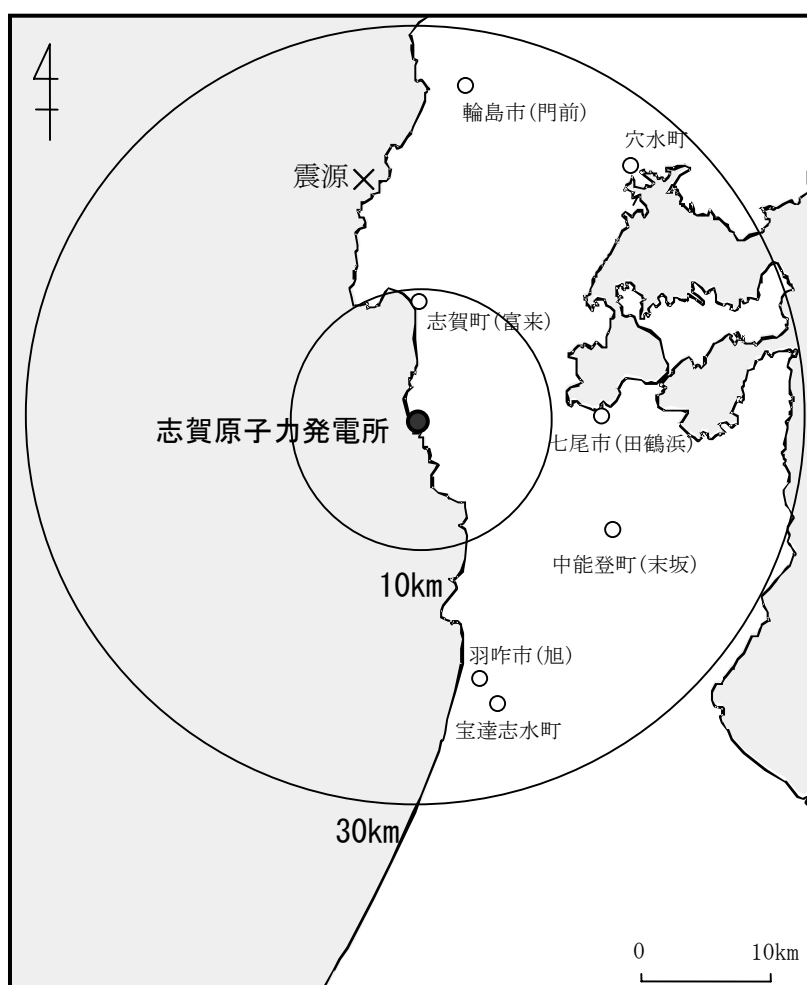 輪島市(門前)
穴水町
震源
志賀町(富来)
志賀原子力発電所
七尾市(田鶴浜)
中能登町(末坂)
10km
羽咋市(旭)
宝達志水町
30km
0
10km